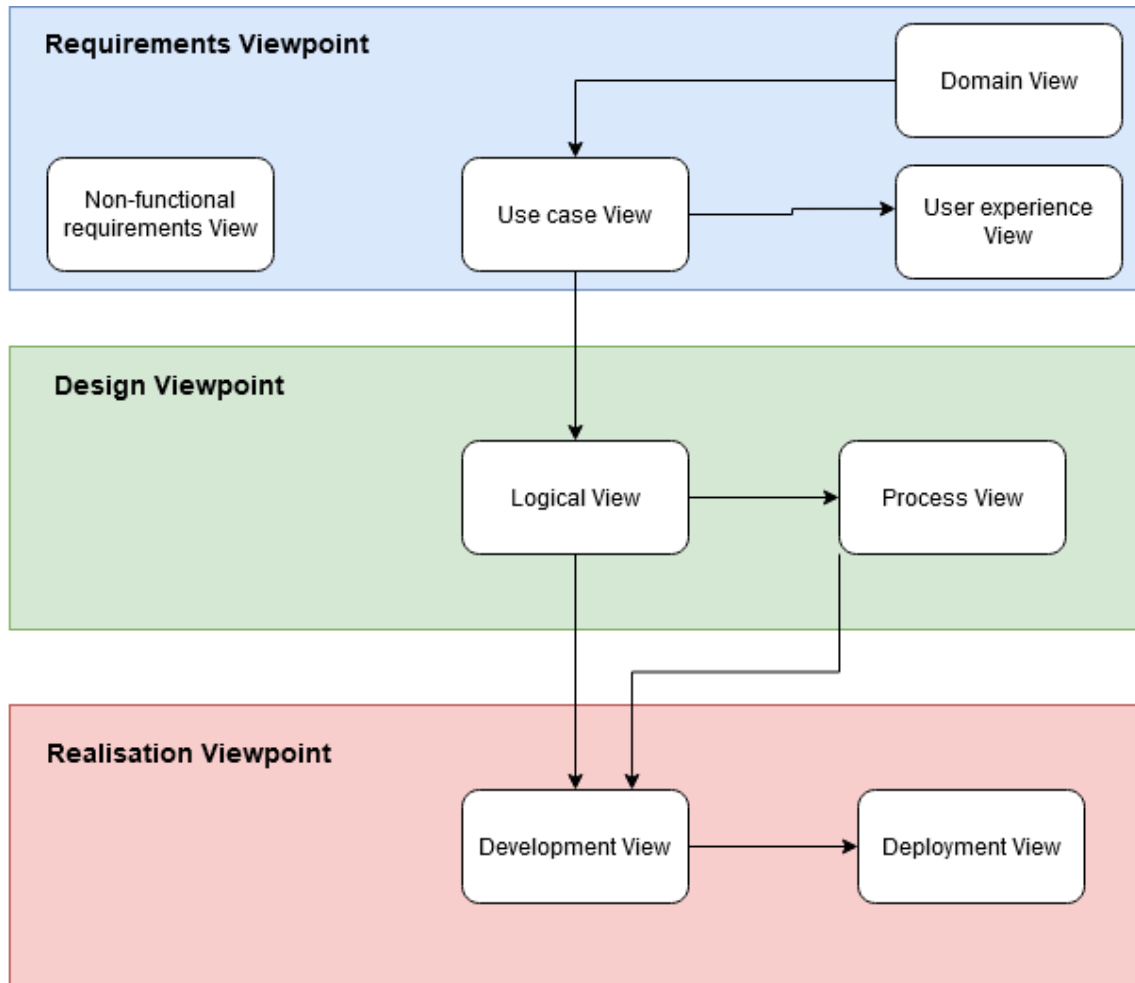 Requirements Viewpoint
Domain View
Non-functional
requirements View
Use case View
User experience
View
Design Viewpoint
Logical View
Process View
Realisation Viewpoint
Development View
Deployment View